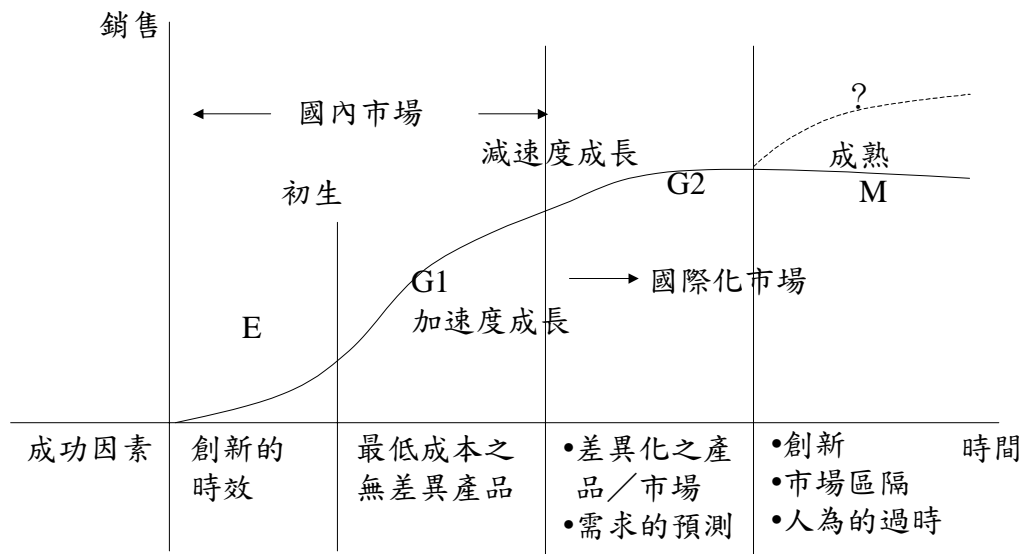 銷售
國內市場
?
減速度成長
成熟
初生
G2
M
G1
國際化市場
E
加速度成長
成功因素
創新的
時效
最低成本之
無差異產品
•差異化之產
品／市場
•需求的預測
•創新
•市場區隔
•人為的過時
時間